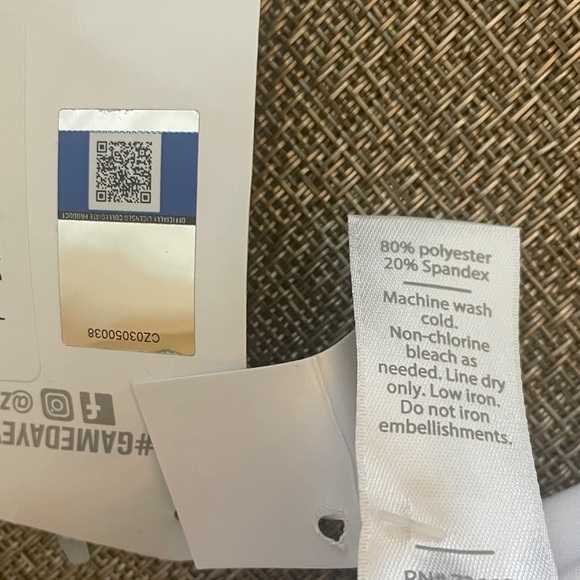 OFFICIALLY LICENSED COLLEGIATE PRODUCT
CZ03050038
#GAMEDAYE
80% polyester
20% Spandex
Machine wash
cold.
Non-chlorine
bleach as
needed. Line dry
only. Low iron.
Do not iron
embellishments.